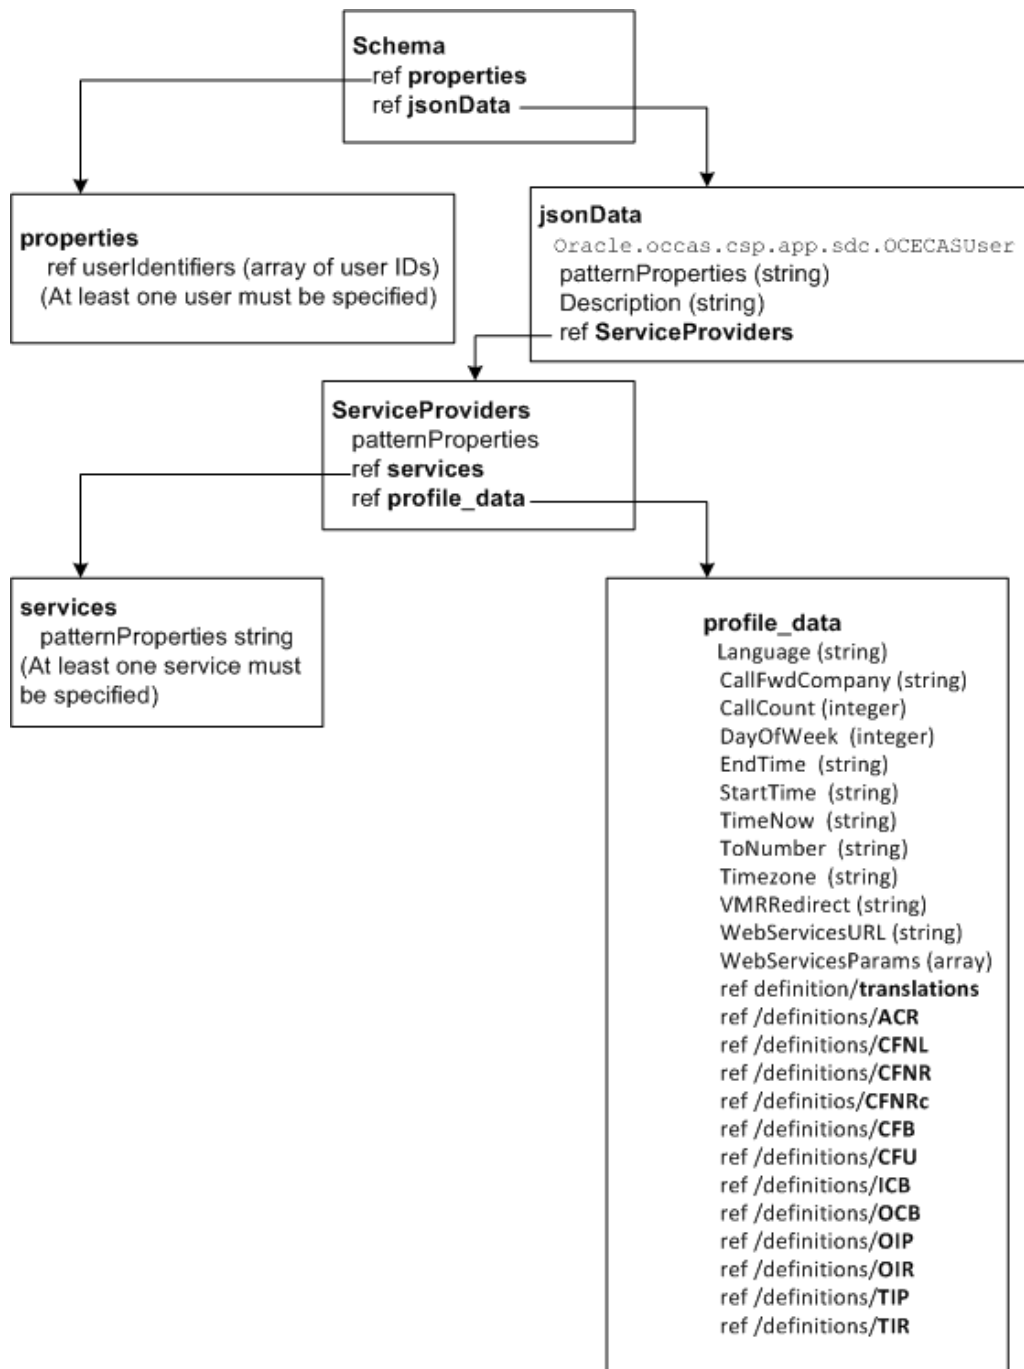 Schema
ref properties
ref jsonData
properties
ref userIdentifiers (array of user IDs)
(At least one user must be specified)
jsonData
Oracle.occas.csp.app.sdc.OCECASUser
patternProperties (string)
Description (string)
ref ServiceProviders
ServiceProviders
patternProperties
ref services
ref profile_data
services
patternProperties string
(At least one service must
be specified)
profile_data
Language (string)
CallFwdCompany (string)
CallCount (integer)
DayOfWeek (integer)
EndTime (string)
StartTime (string)
TimeNow (string)
ToNumber (string)
Timezone (string)
VMRRedirect (string)
WebServicesURL (string)
WebServicesParams (array)
ref definition/translations
ref /definitions/ACR
ref /definitions/CFNL
ref /definitions/CFNR
ref /definitios/CFNRc
ref /definitions/CFB
ref /definitions/CFU
ref /definitions/ICB
ref /definitions/OCB
ref /definitions/OIP
ref /definitions/OIR
ref /definitions/TIP
ref /definitions/TIR